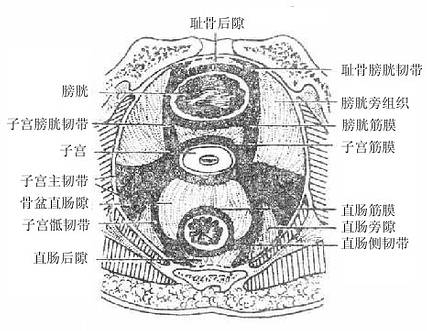 耻骨后隙
耻骨膀胱韧带
膀胱
膀胱旁组织
子宫膀胱韧带
膀胱筋膜
子宫
子宫筋膜
子宫主韧带
骨盆直肠隙
直肠筋膜
子宫骶韧带
直肠旁隙
直肠侧韧带
直肠后隙